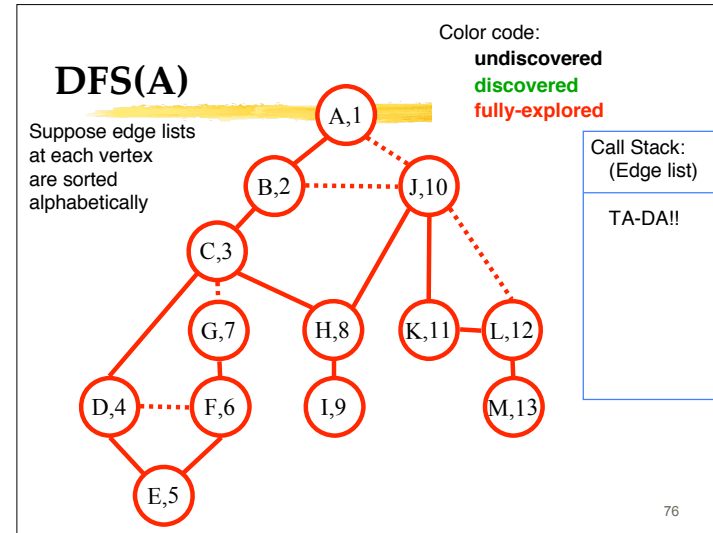 DFS(A)
Suppose edge lists
at each vertex
are sorted
alphabetically
Color code:
undiscovered
discovered
fully-explored
Call Stack:
(Edge list)
TA-DA!!
A,1
B,2
J,10
C,3
G,7
H,8
K,11
L,12
D,4
F,6
I,9
M,13
E,5
76